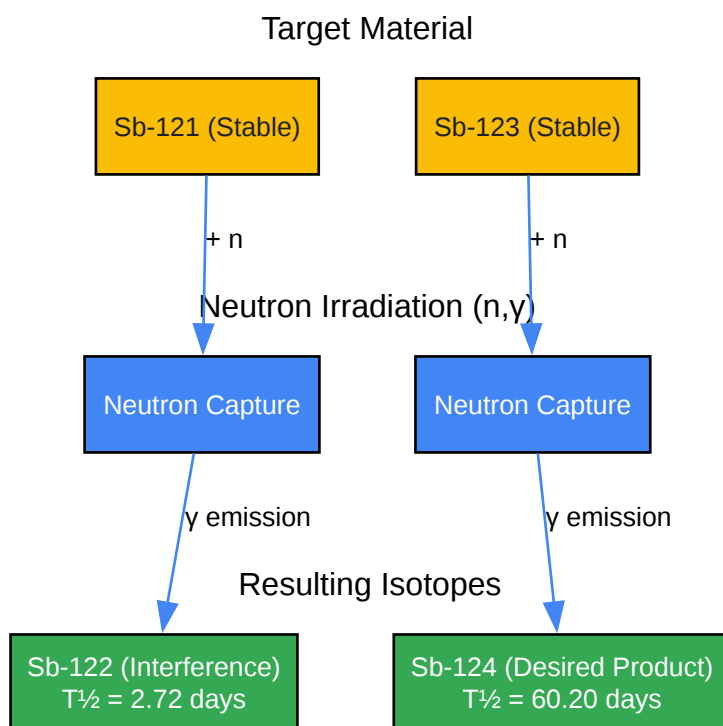 Target Material
Sb-121 (Stable)
Sb-123 (Stable)
+ n
+ n
Neutron Irradiation (n,γ)
Neutron Capture
Neutron Capture
γ emission
γ emission
Resulting Isotopes
Sb-122 (Interference)
T½ = 2.72 days
Sb-124 (Desired Product)
T½ = 60.20 days